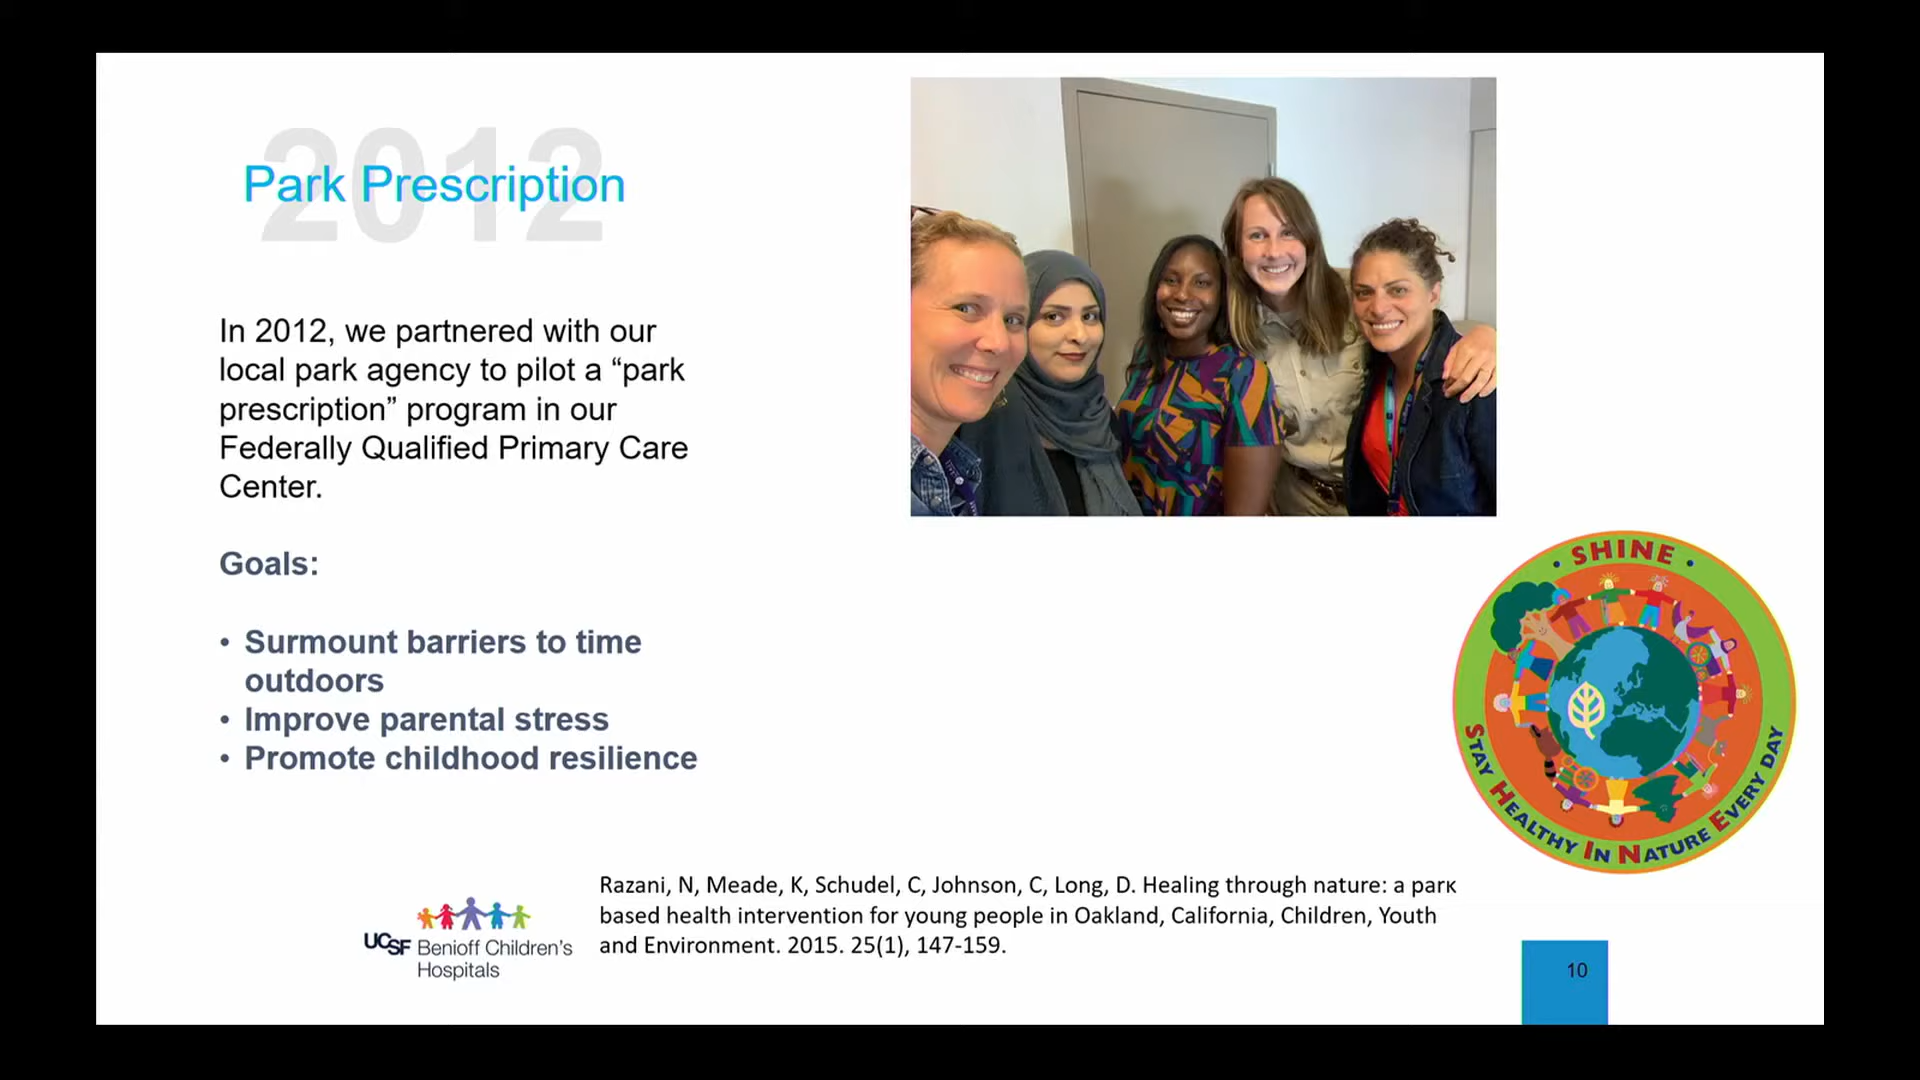 2012
Park Prescription
In 2012, we partnered with our
local park agency to pilot a “park
prescription” program in our
Federally Qualified Primary Care
Center.
Goals:
• Surmount barriers to time
outdoors
• Improve parental stress
• Promote childhood resilience
• SHINE •
STAY HEALTHY IN NATURE EVERY DAY
Razani, N, Meade, K, Schudel, C, Johnson, C, Long, D. Healing through nature: a park
based health intervention for young people in Oakland, California, Children, Youth
and Environment. 2015. 25(1), 147-159.
UCSF Benioff Children’s
Hospitals
10